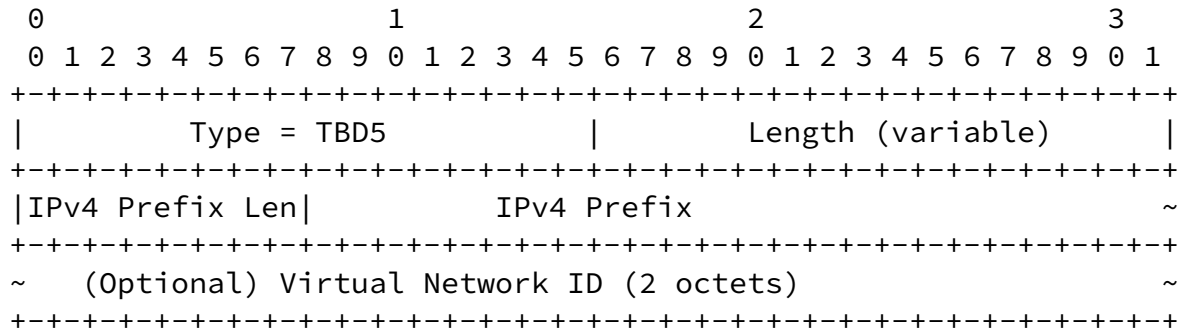 0                   1                   2                   3
 0 1 2 3 4 5 6 7 8 9 0 1 2 3 4 5 6 7 8 9 0 1 2 3 4 5 6 7 8 9 0 1
+-+-+-+-+-+-+-+-+-+-+-+-+-+-+-+-+-+-+-+-+-+-+-+-+-+-+-+-+-+-+-+-+
|          Type = TBD5           |        Length (variable)      |
+-+-+-+-+-+-+-+-+-+-+-+-+-+-+-+-+-+-+-+-+-+-+-+-+-+-+-+-+-+-+-+-+
|IPv4 Prefix Len|          IPv4 Prefix                          ~
+-+-+-+-+-+-+-+-+-+-+-+-+-+-+-+-+-+-+-+-+-+-+-+-+-+-+-+-+-+-+-+-+
~   (Optional) Virtual Network ID (2 octets)                    ~
+-+-+-+-+-+-+-+-+-+-+-+-+-+-+-+-+-+-+-+-+-+-+-+-+-+-+-+-+-+-+-+-+